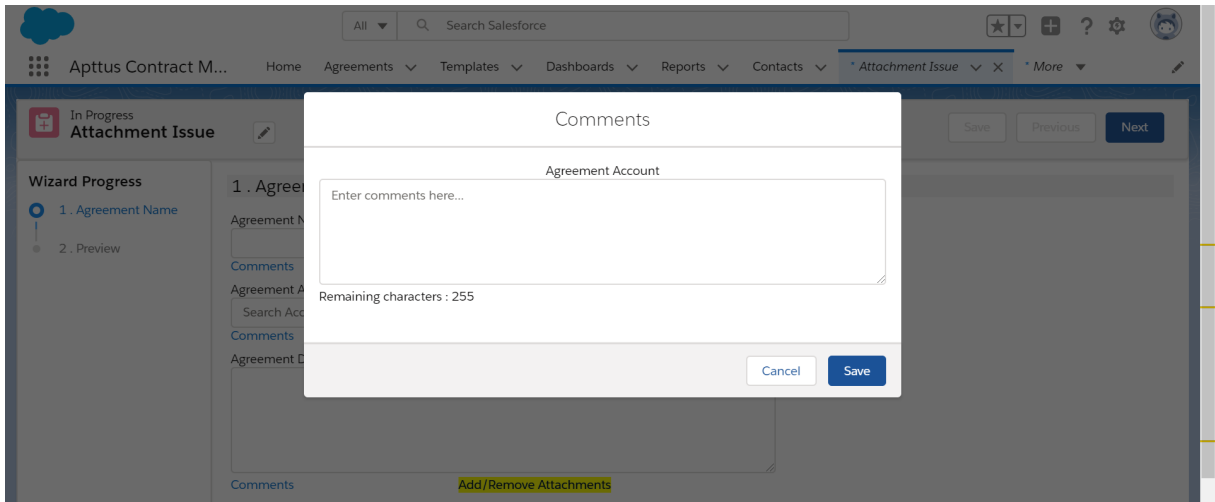 All
Search Salesforce
Apttus Contract M...
Home
Agreements
Templates
Dashboards
Reports
Contacts
* Attachment Issue
* More
In Progress
Attachment Issue
Save
Previous
Next
Comments
Wizard Progress
1 . Agreement Name
2 . Preview
1 . Agreer
Agreement N
Comments
Agreement A
Search Acc
Comments
Agreement D
Comments
Add/Remove Attachments
Agreement Account
Enter comments here...
Remaining characters : 255
Cancel
Save